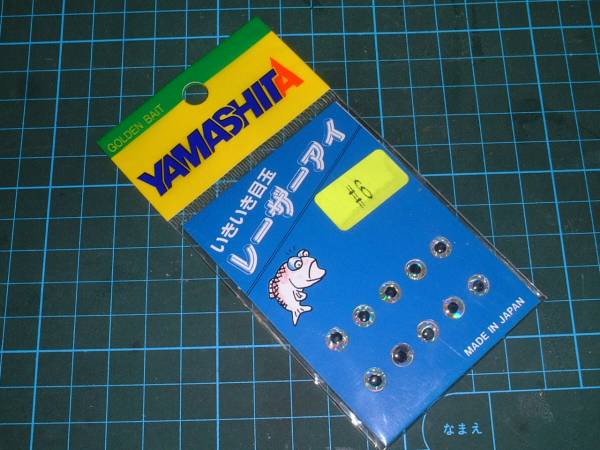 GOLDEN BAIT
YAMASHITA
いきいき目玉
レーザーアイ
#8
MADE IN JAPAN
なまえ